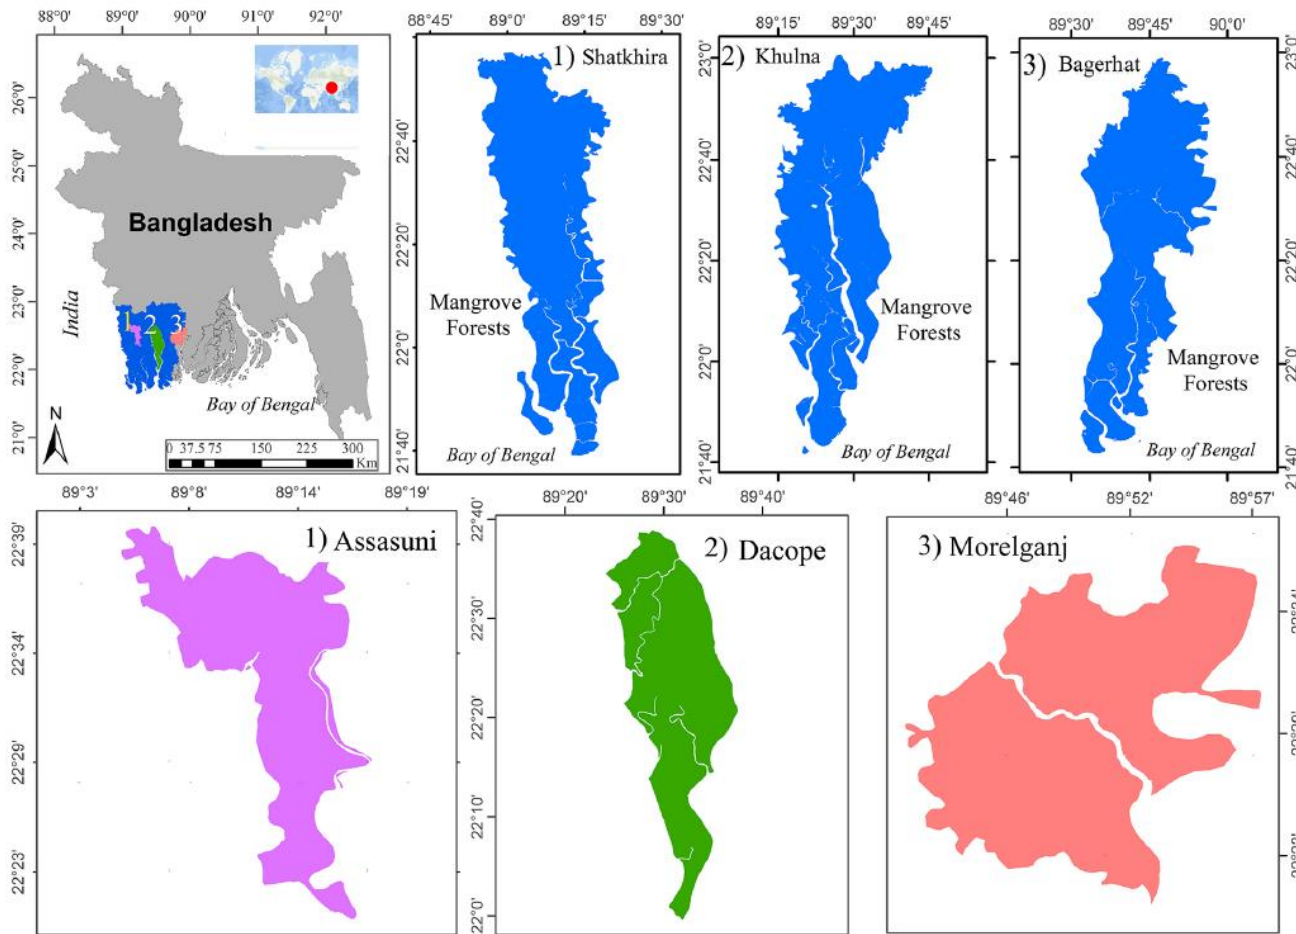 88°0' 89°0' 90°0' 91°0' 92°0'
26°0'
25°0'
24°0'
23°0'
22°0'
21°0'
Bangladesh
India
1 2 3
Bay of Bengal
N
0 37.5 75 150 225 300
Km
88°45' 89°0' 89°15' 89°30'
1) Shatkhira
22°40'
22°20'
22°0'
21°40'
Mangrove
Forests
Bay of Bengal
89°15' 89°30' 89°45'
2) Khulna
23°0'
22°40'
22°20'
22°0'
21°40'
Mangrove
Forests
Bay of Bengal
89°30' 89°45' 90°0'
3) Bagerhat
23°0'
22°40'
22°20'
22°0'
21°40'
Mangrove
Forests
Bay of Bengal
89°3' 89°8' 89°14' 89°19'
1) Assasuni
22°39'
22°34'
22°29'
22°23'
89°20' 89°30' 89°40'
89°40'
2) Dacope
22°40'
22°30'
22°20'
22°10'
22°0'
89°46' 89°52' 89°57'
3) Morelganj